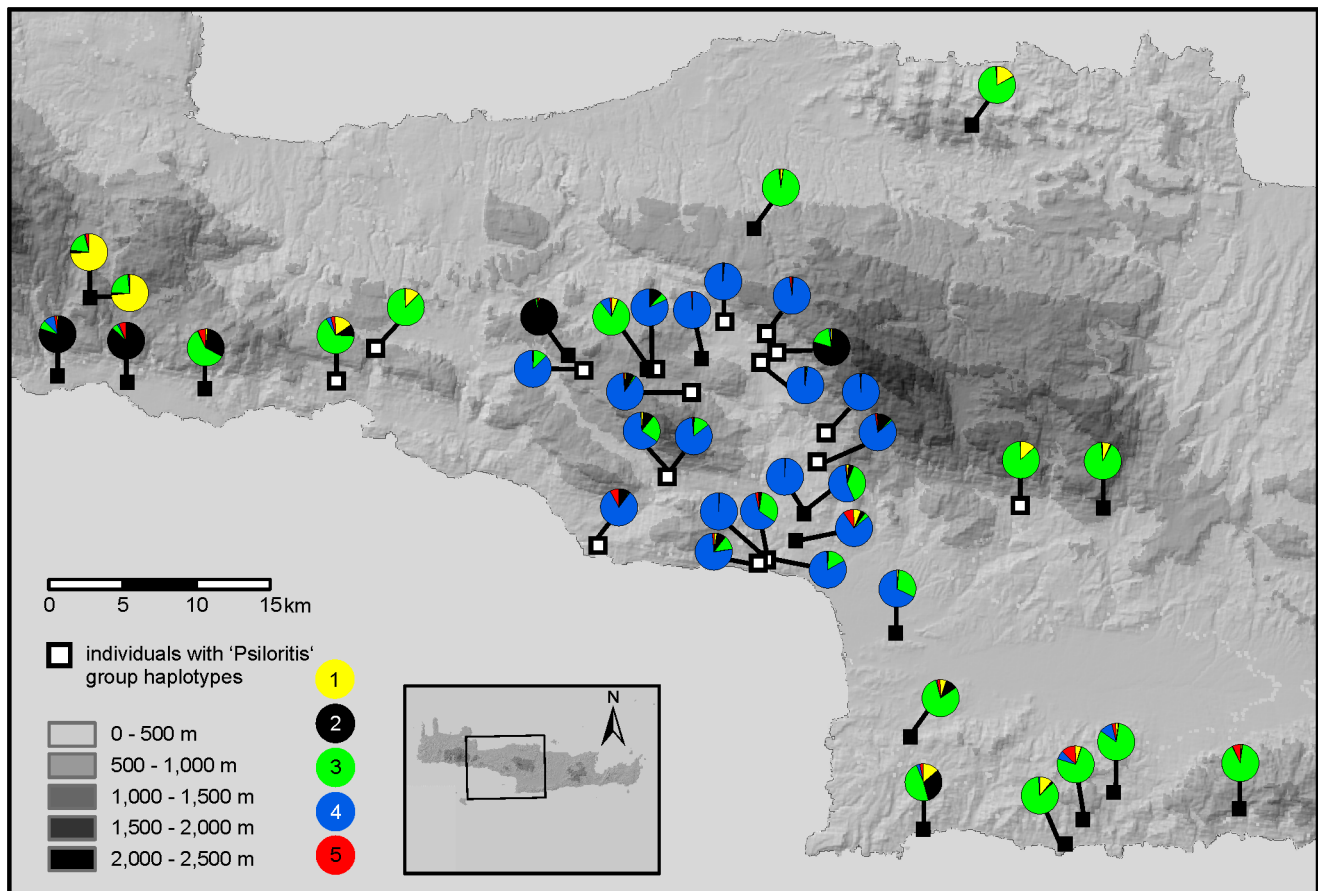 0 5 10 15 km
individuals with ‘Psiloritis‘
group haplotypes
0 - 500 m
500 - 1,000 m
1,000 - 1,500 m
1,500 - 2,000 m
2,000 - 2,500 m
1
2
3
4
5
N